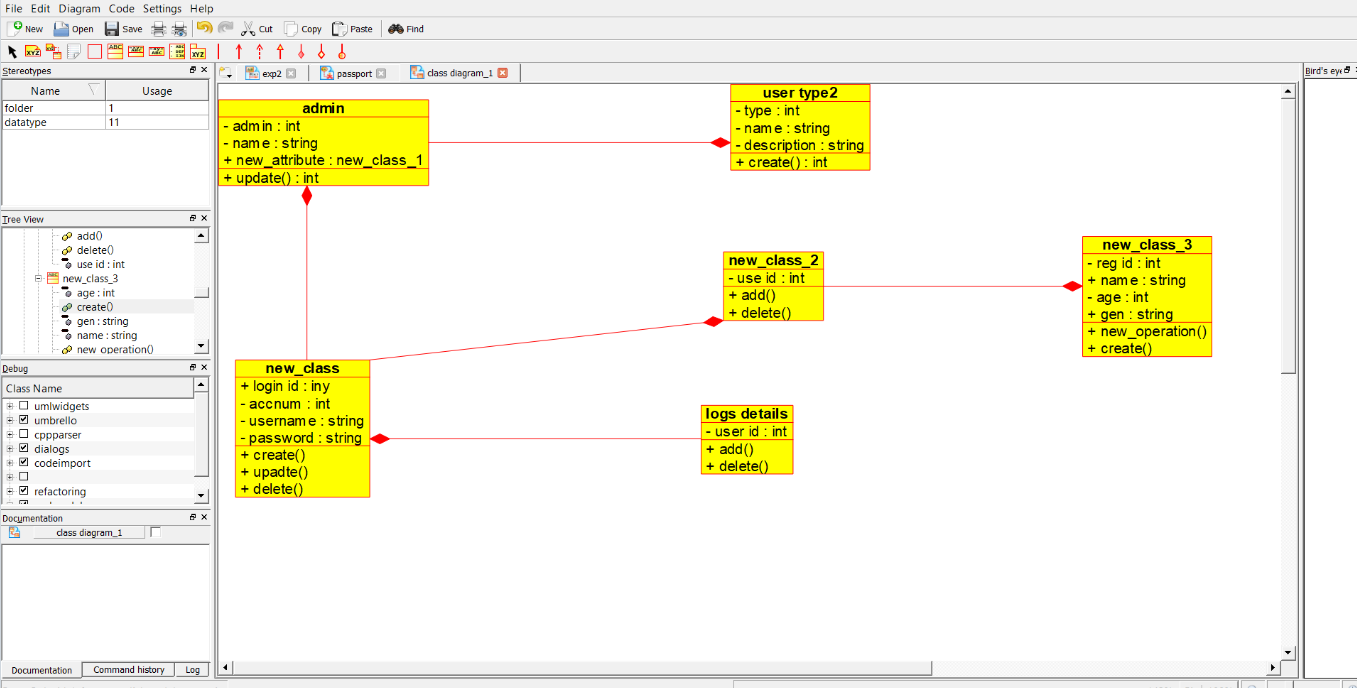 File Edit Diagram Code Settings Help
New Open Save Cut Copy Paste Find
Stereotypes
Name Usage
folder 1
datatype 11
Tree View
add()
delete()
use id : int
new_class_3
age : int
create()
gen : string
name : string
new_operation()
Debug
Class Name
umlwidgets
umbrello
cppparser
dialogs
codeimport
refactoring
Documentation
class diagram_1
Documentation Command history Log
exp2 passport class diagram_1
admin
- admin : int
- name : string
+ new_attribute : new_class_1
+ update() : int
user type2
- type : int
- name : string
- description : string
+ create() : int
new_class_2
- use id : int
+ add()
+ delete()
new_class_3
- reg id : int
+ name : string
- age : int
+ gen : string
+ new_operation()
+ create()
new_class
+ login id : iny
- accnum : int
- username : string
- password : string
+ create()
+ upadte()
+ delete()
logs details
- user id : int
+ add()
+ delete()
Bird's eye